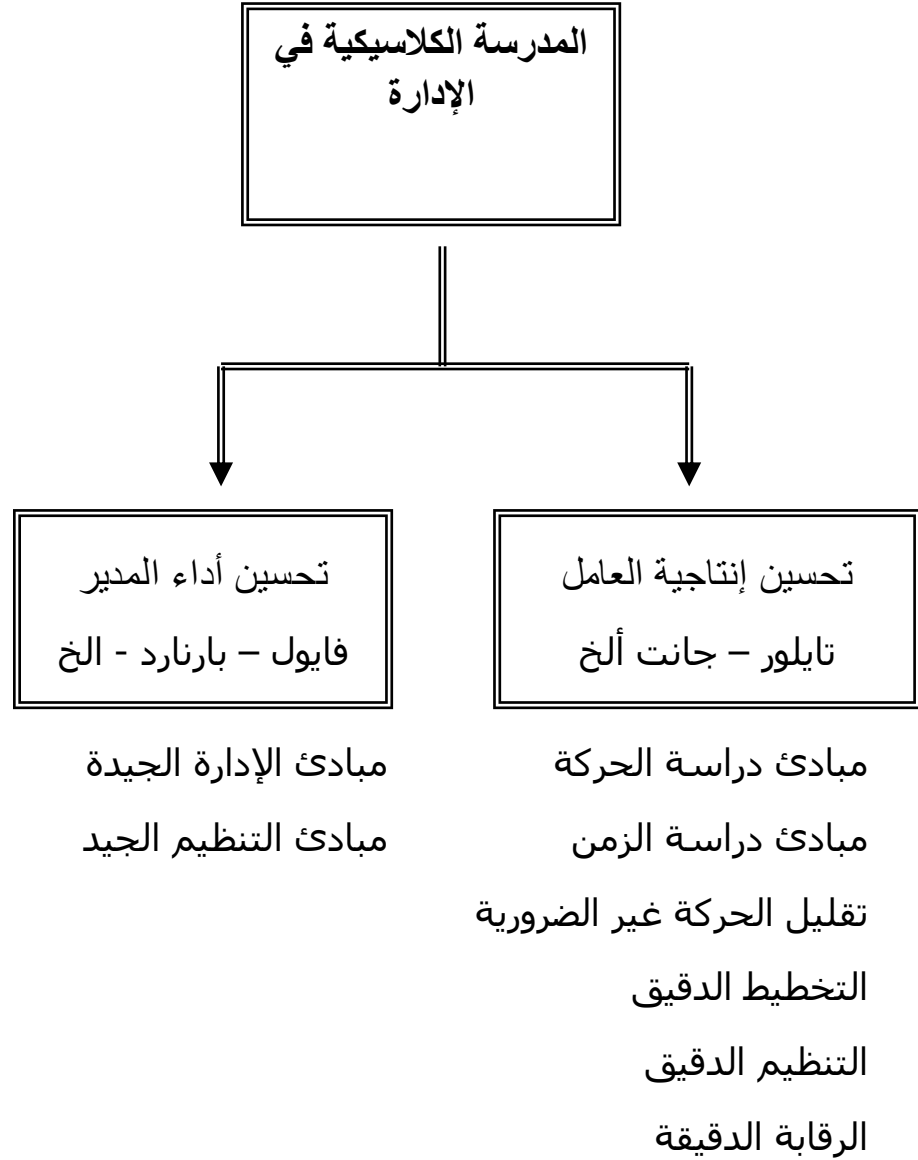 المدرسة الكلاسيكية في
الإدارة
تحسين إنتاجية العامل
تايلور – جانت ألخ
تحسين أداء المدير
فايول – بارنارد - الخ
مبادئ دراسة الحركة
مبادئ دراسة الزمن
تقليل الحركة غير الضرورية
التخطيط الدقيق
التنظيم الدقيق
الرقابة الدقيقة
مبادئ الإدارة الجيدة
مبادئ التنظيم الجيد